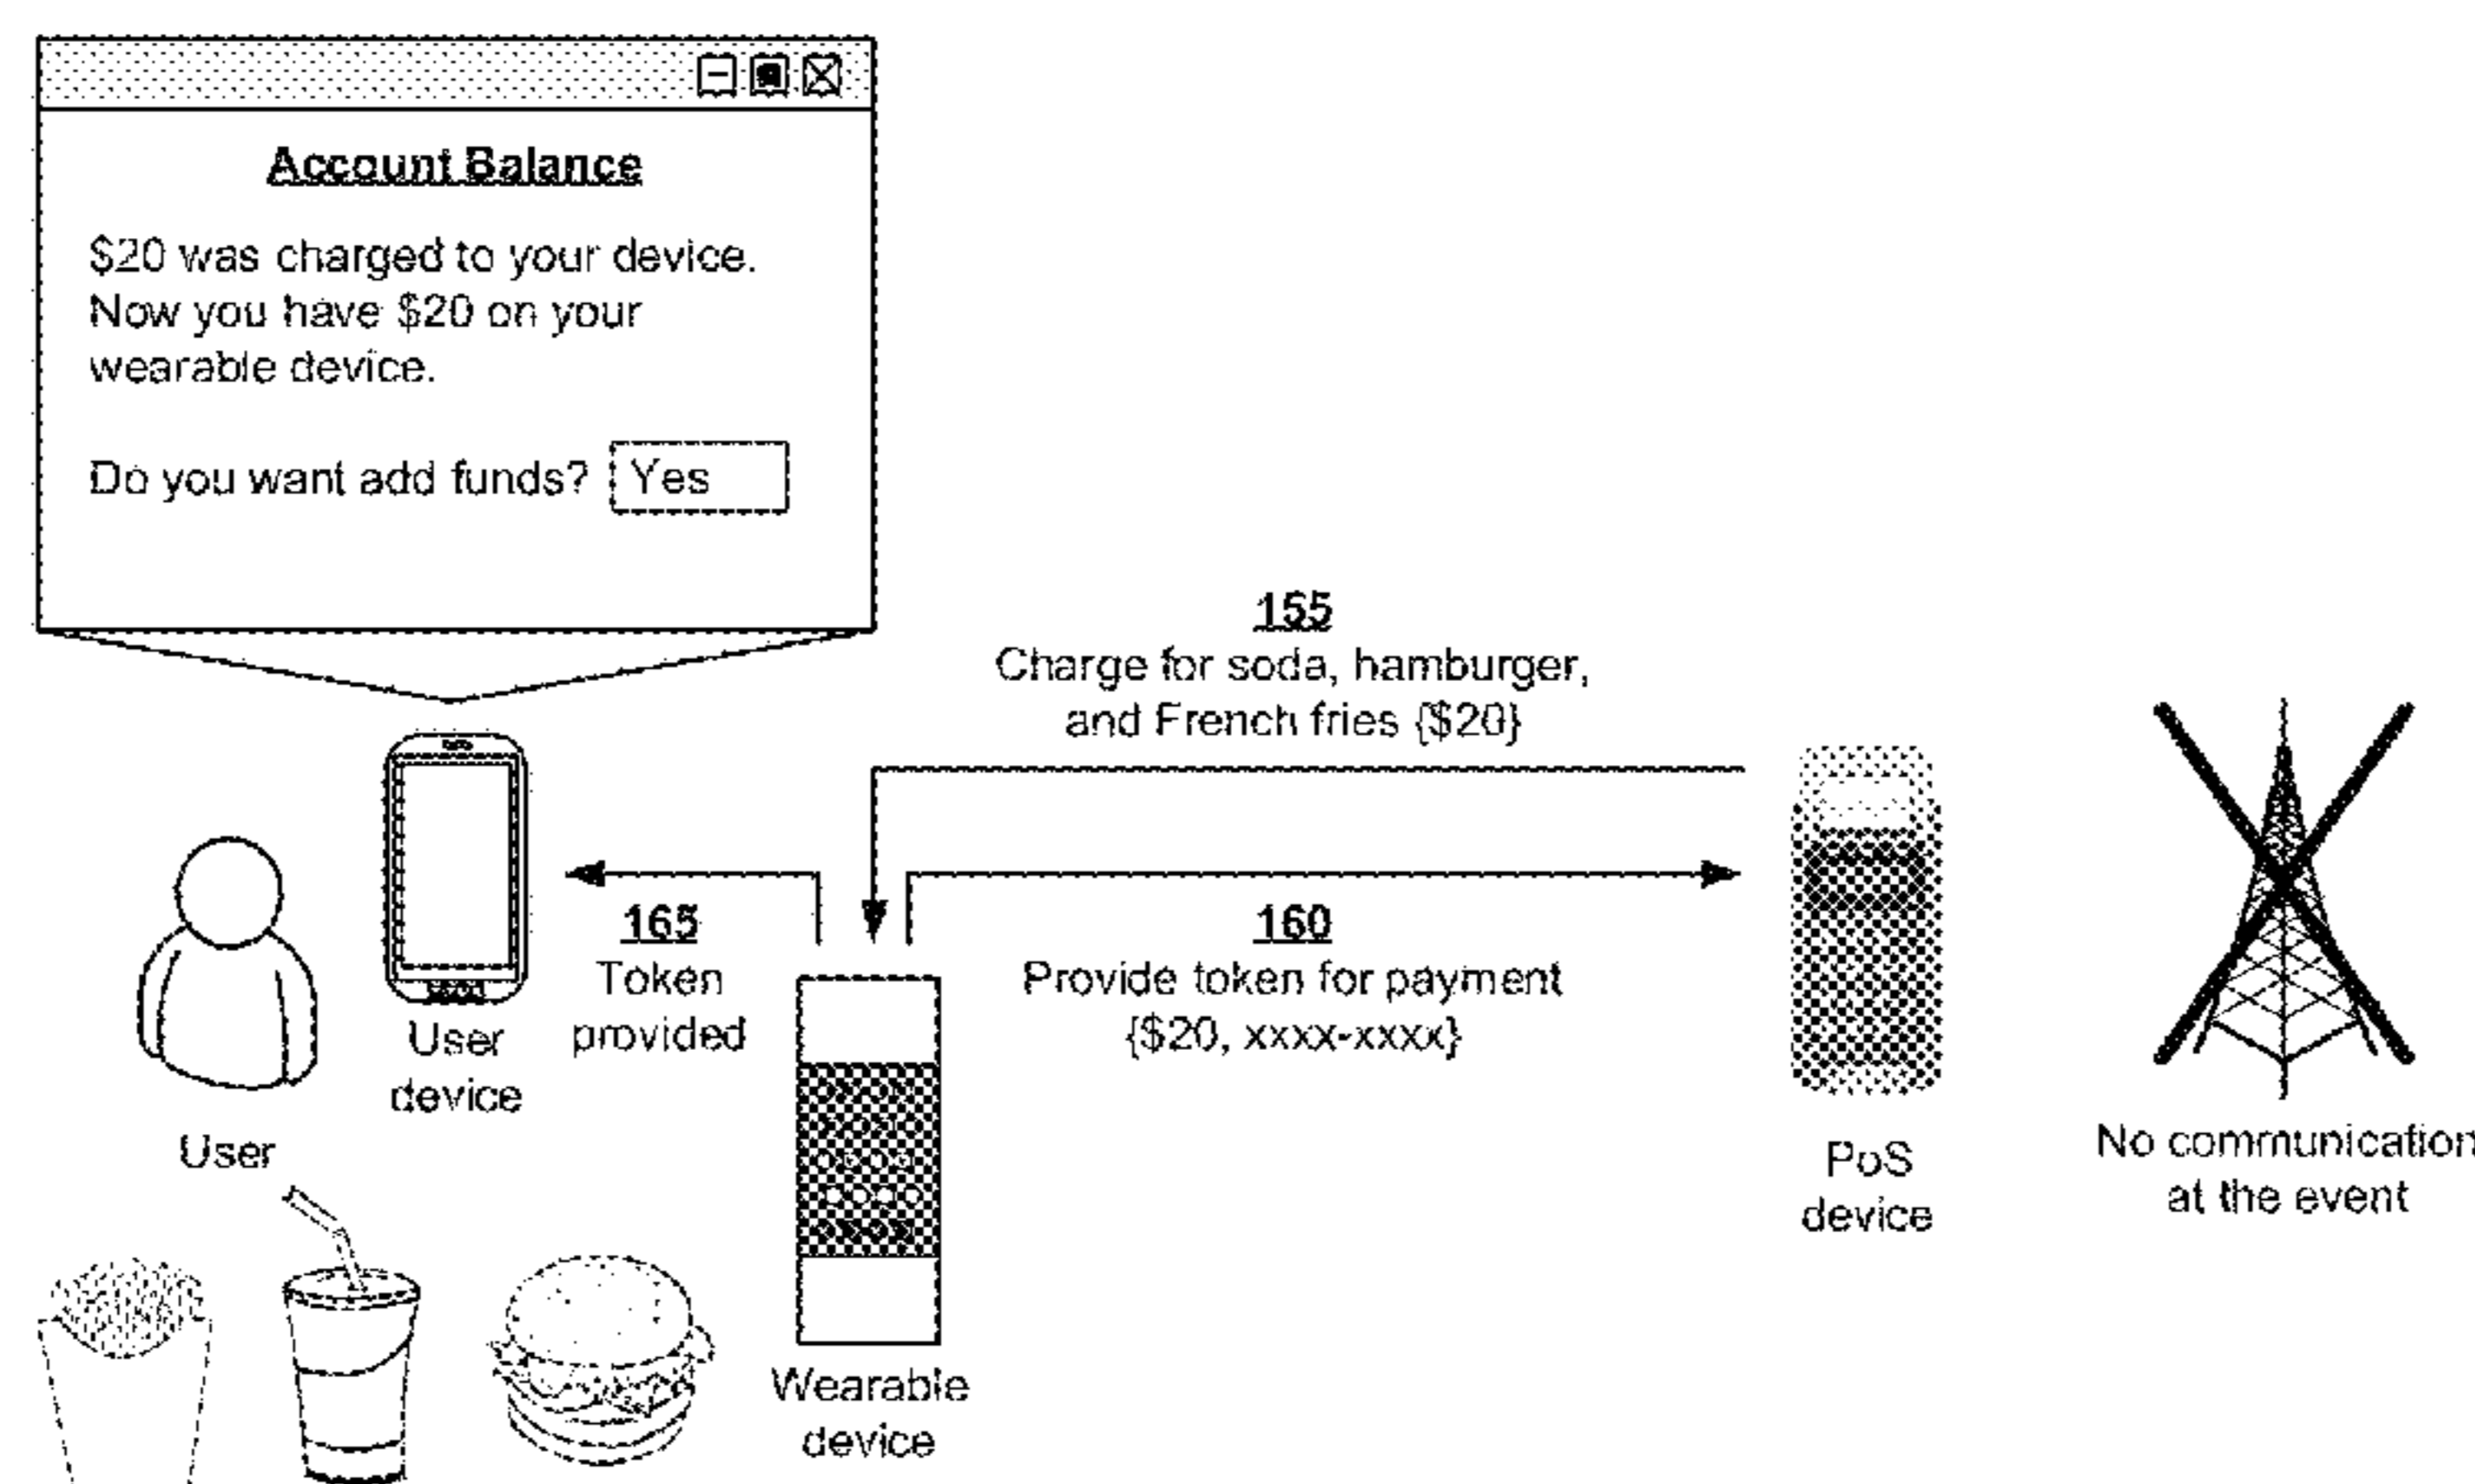 Account Balance
$20 was charged to your device.
Now you have $20 on your
wearable device.
Do you want add funds? Yes
155
Charge for soda, hamburger,
and French fries {$20}
165
Token
provided
160
Provide token for payment
{$20, xxxx-xxxx}
User
device
User
PoS
device
No communication
at the event
Wearable
device